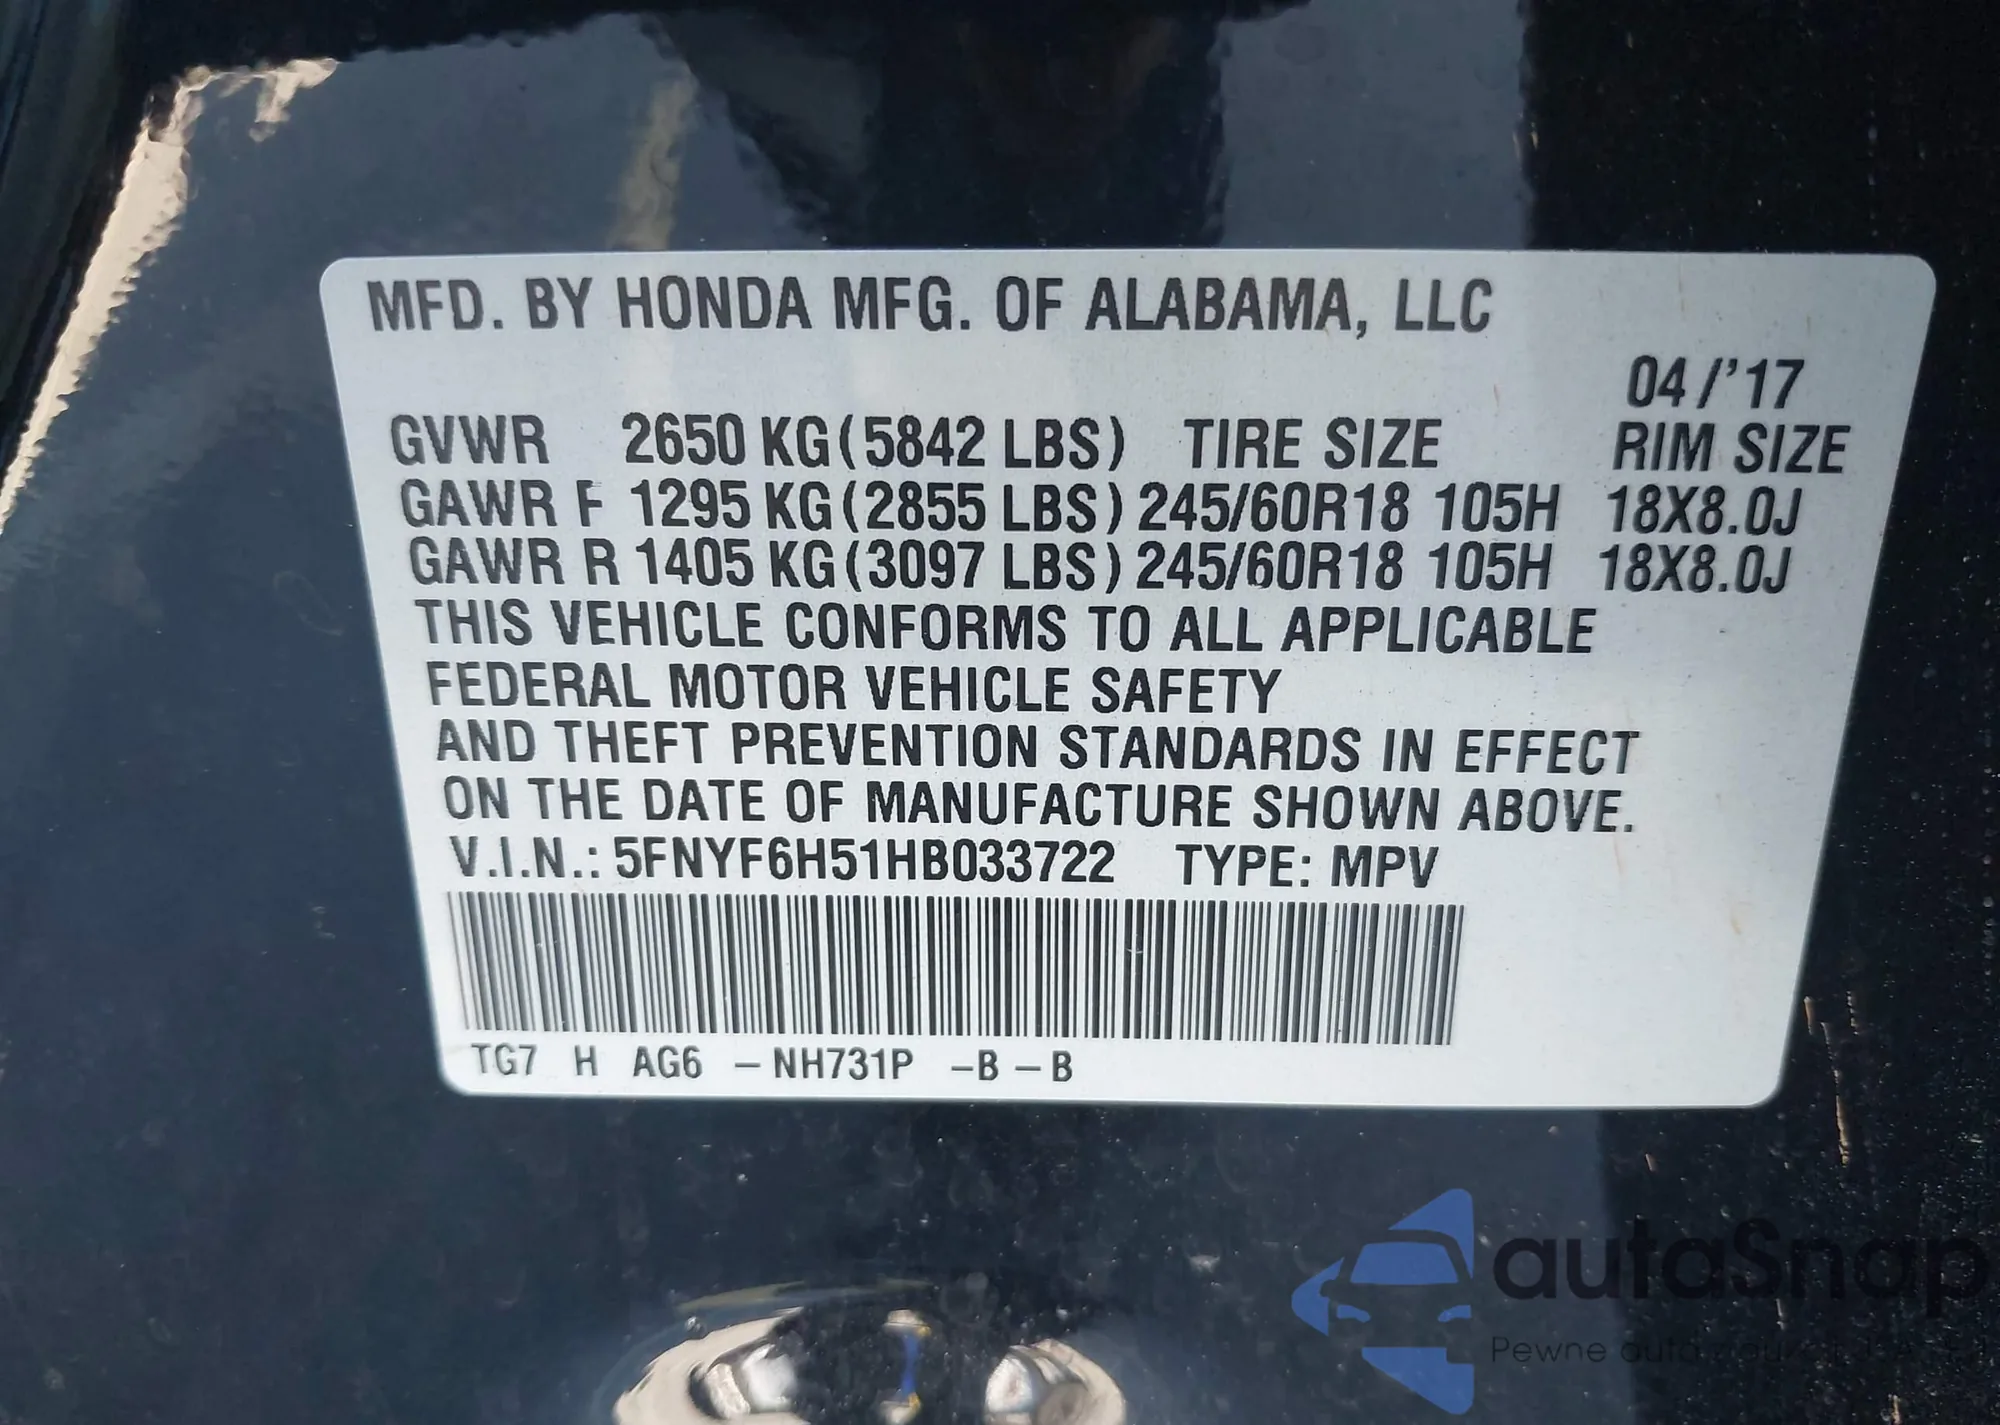 MFD. BY HONDA MFG. OF ALABAMA, LLC
04/'17
GVWR 2650 KG(5842 LBS) TIRE SIZE RIM SIZE
GAWR F 1295 KG(2855 LBS) 245/60R18 105H 18X8.0J
GAWR R 1405 KG(3097 LBS) 245/60R18 105H 18X8.0J
THIS VEHICLE CONFORMS TO ALL APPLICABLE
FEDERAL MOTOR VEHICLE SAFETY
AND THEFT PREVENTION STANDARDS IN EFFECT
ON THE DATE OF MANUFACTURE SHOWN ABOVE.
V.I.N.: 5FNYF6H51HB033722 TYPE: MPV
TG7 H AG6 – NH731P –B – B
autaSnap
Pewne auta